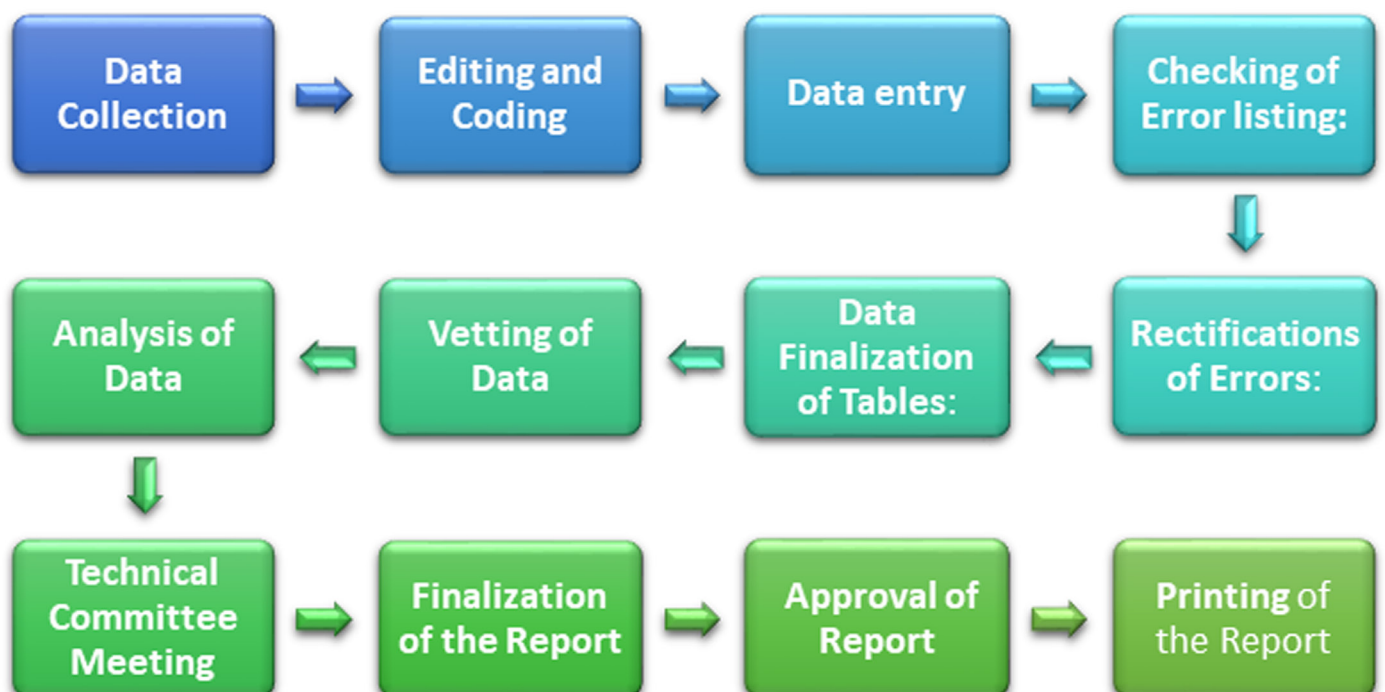 Data
Collection
Editing and
Coding
Data entry
Checking of
Error listing:
Rectifications
of Errors:
Data
Finalization
of Tables:
Vetting of
Data
Analysis of
Data
Technical
Committee
Meeting
Finalization
of the Report
Approval of
Report
Printing of
the Report